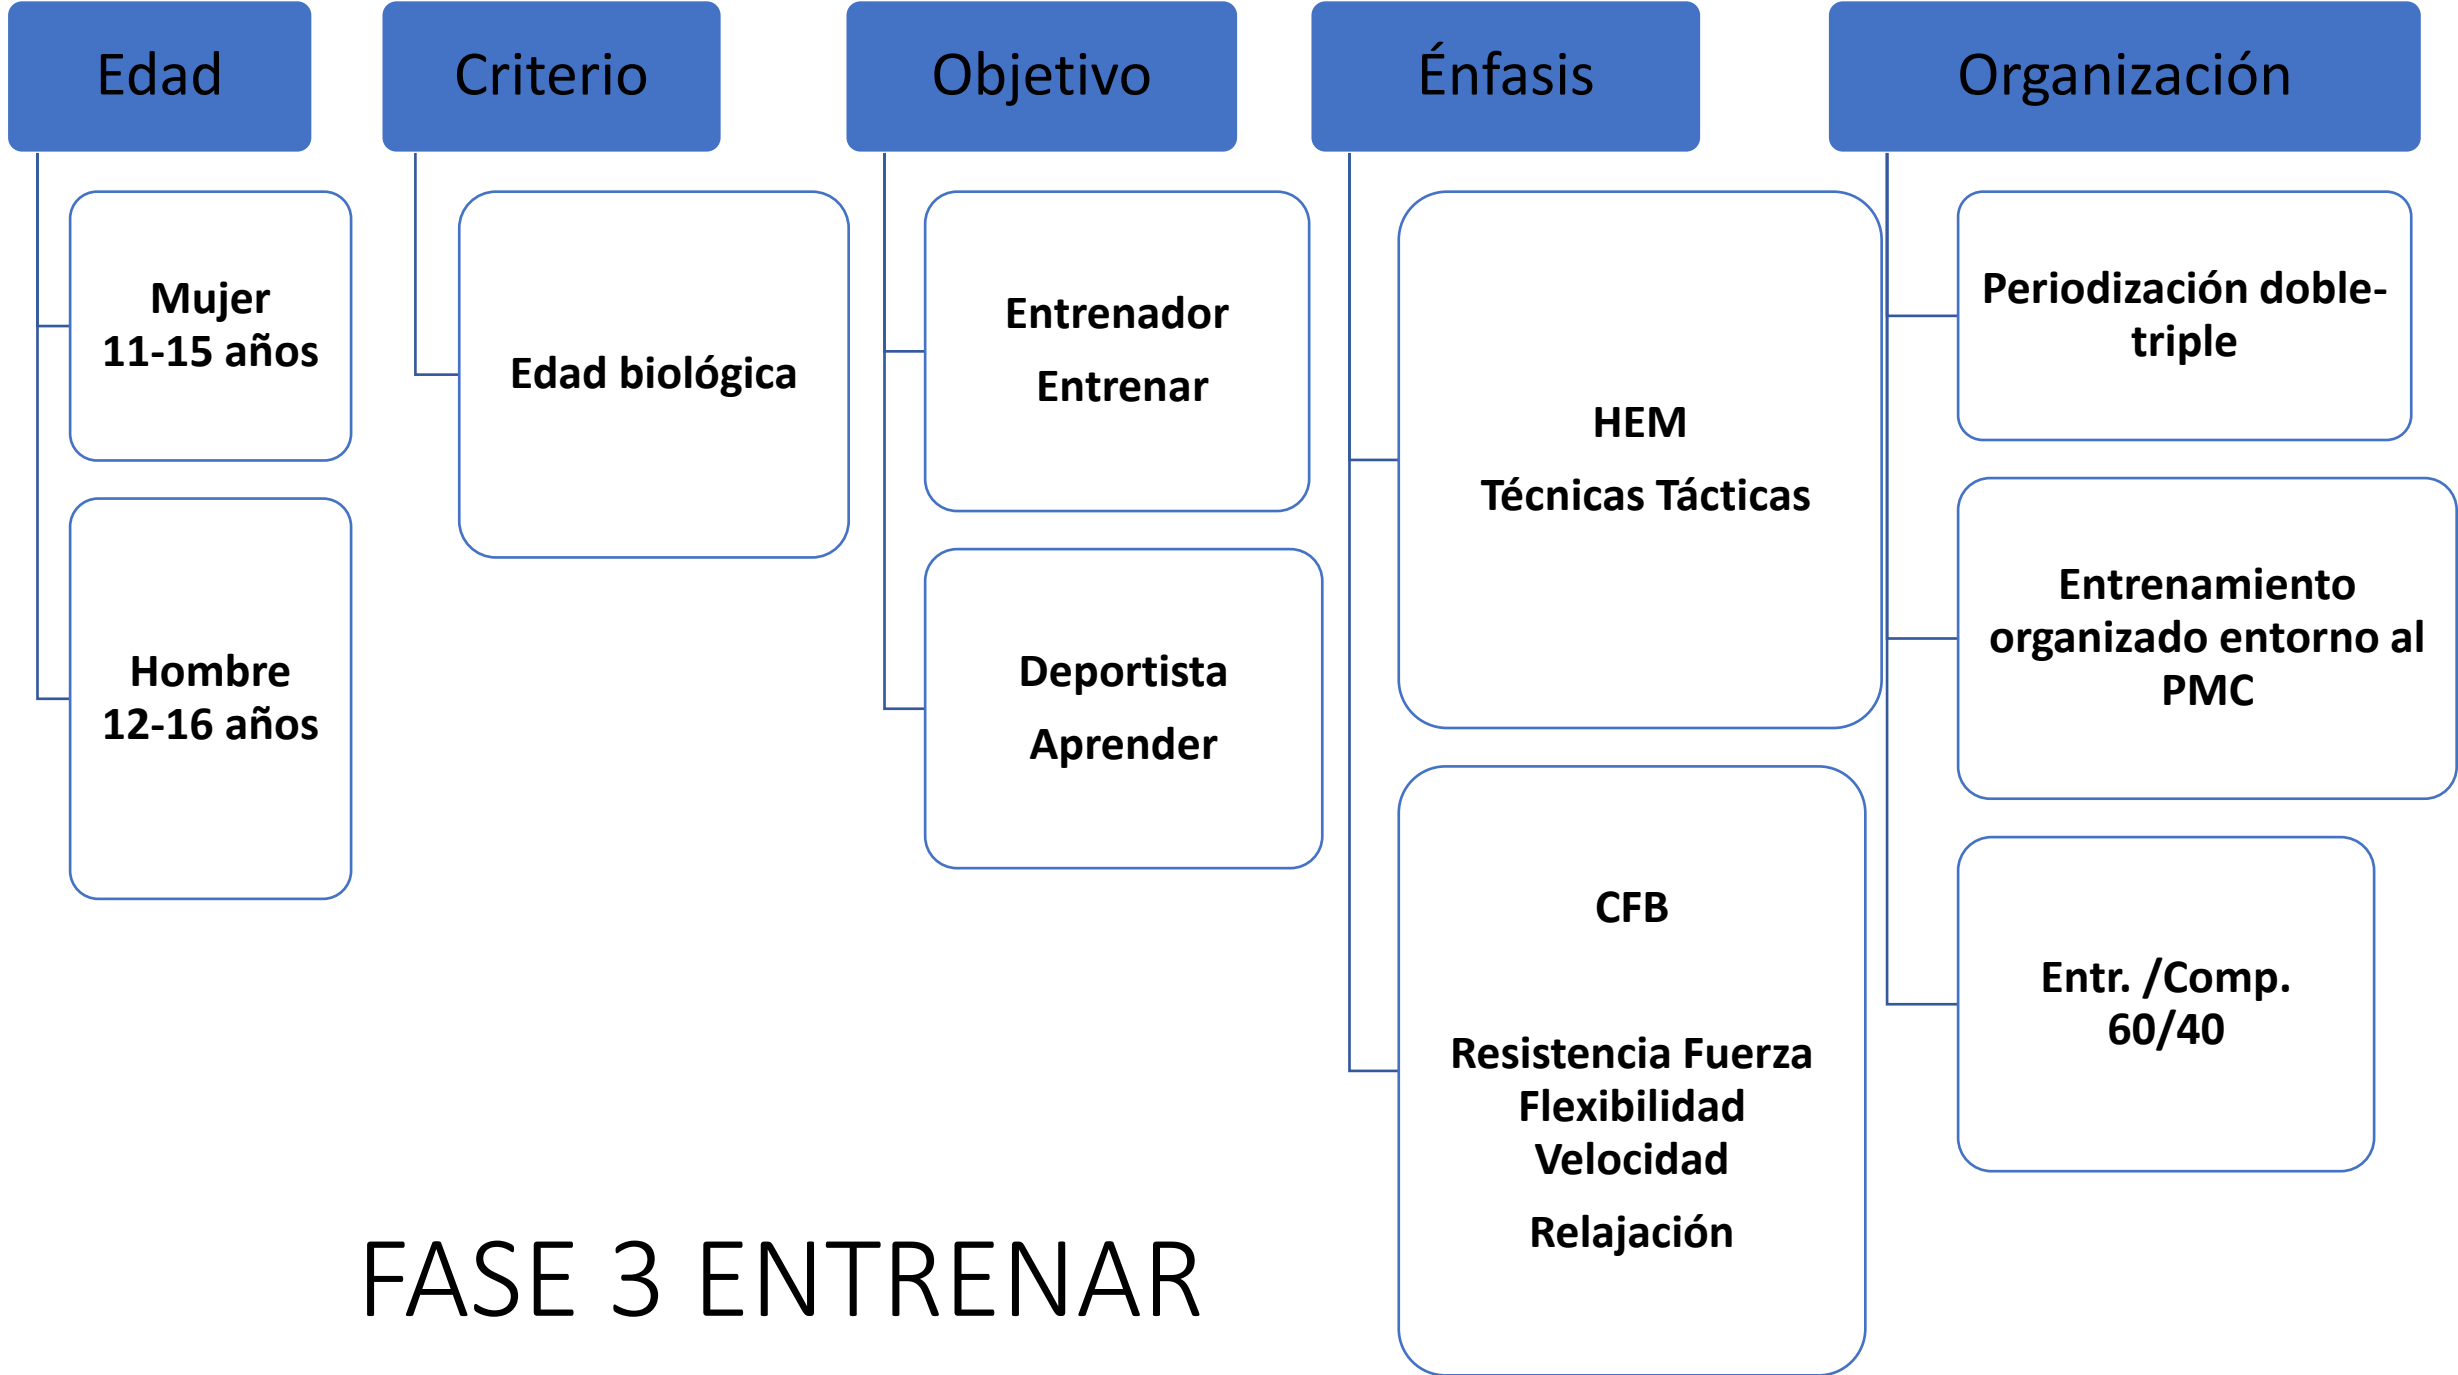 Edad
Mujer
11-15 años
Hombre
12-16 años
Criterio
Edad biológica
Objetivo
Entrenador
Entrenar
Deportista
Aprender
Énfasis
HEM
Técnicas Tácticas
CFB
Resistencia Fuerza
Flexibilidad
Velocidad
Relajación
Organización
Periodización doble-
triple
Entrenamiento
organizado entorno al
PMC
Entr. /Comp.
60/40
FASE 3 ENTRENAR